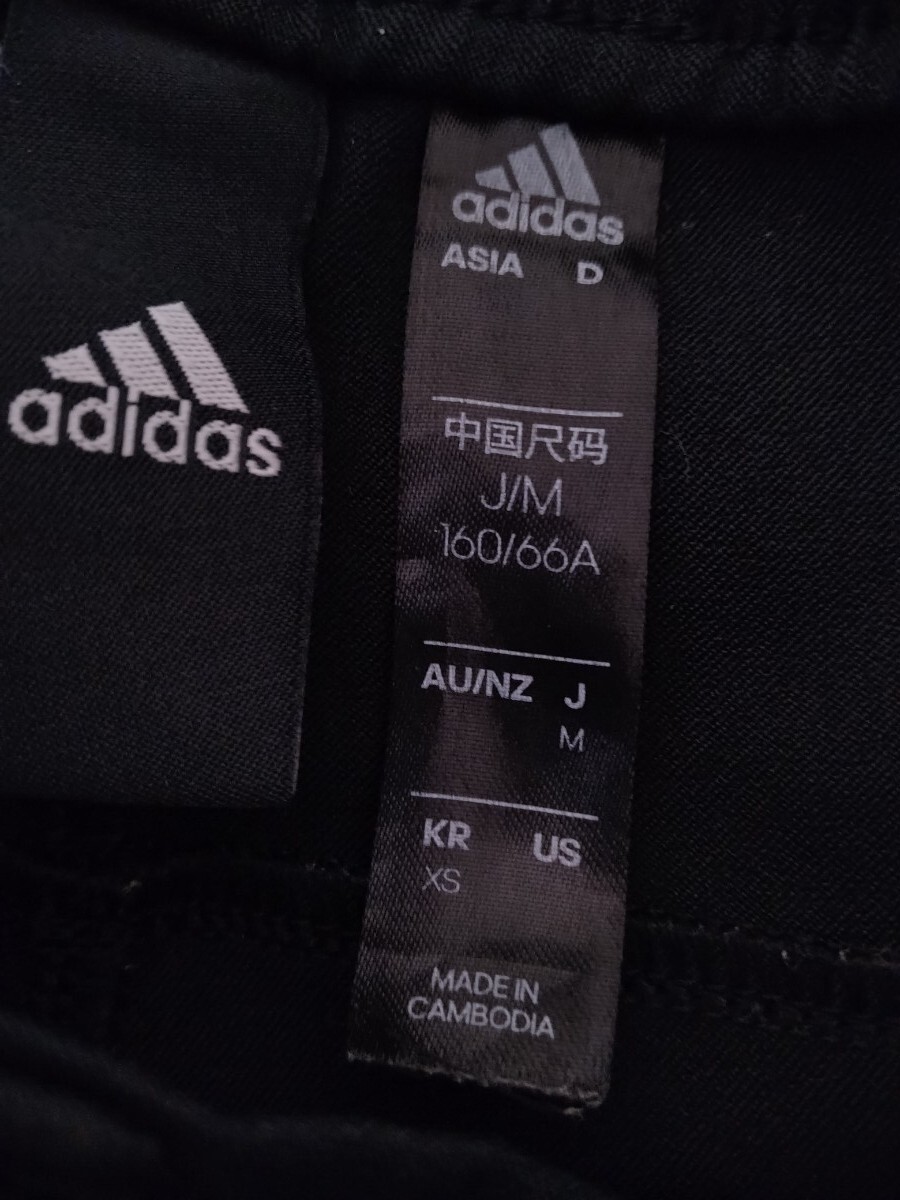 adidas
adidas
ASIA D
中国尺码
J/M
160/66A
AU/NZ J
M
KR US
XS
MADE IN
CAMBODIA